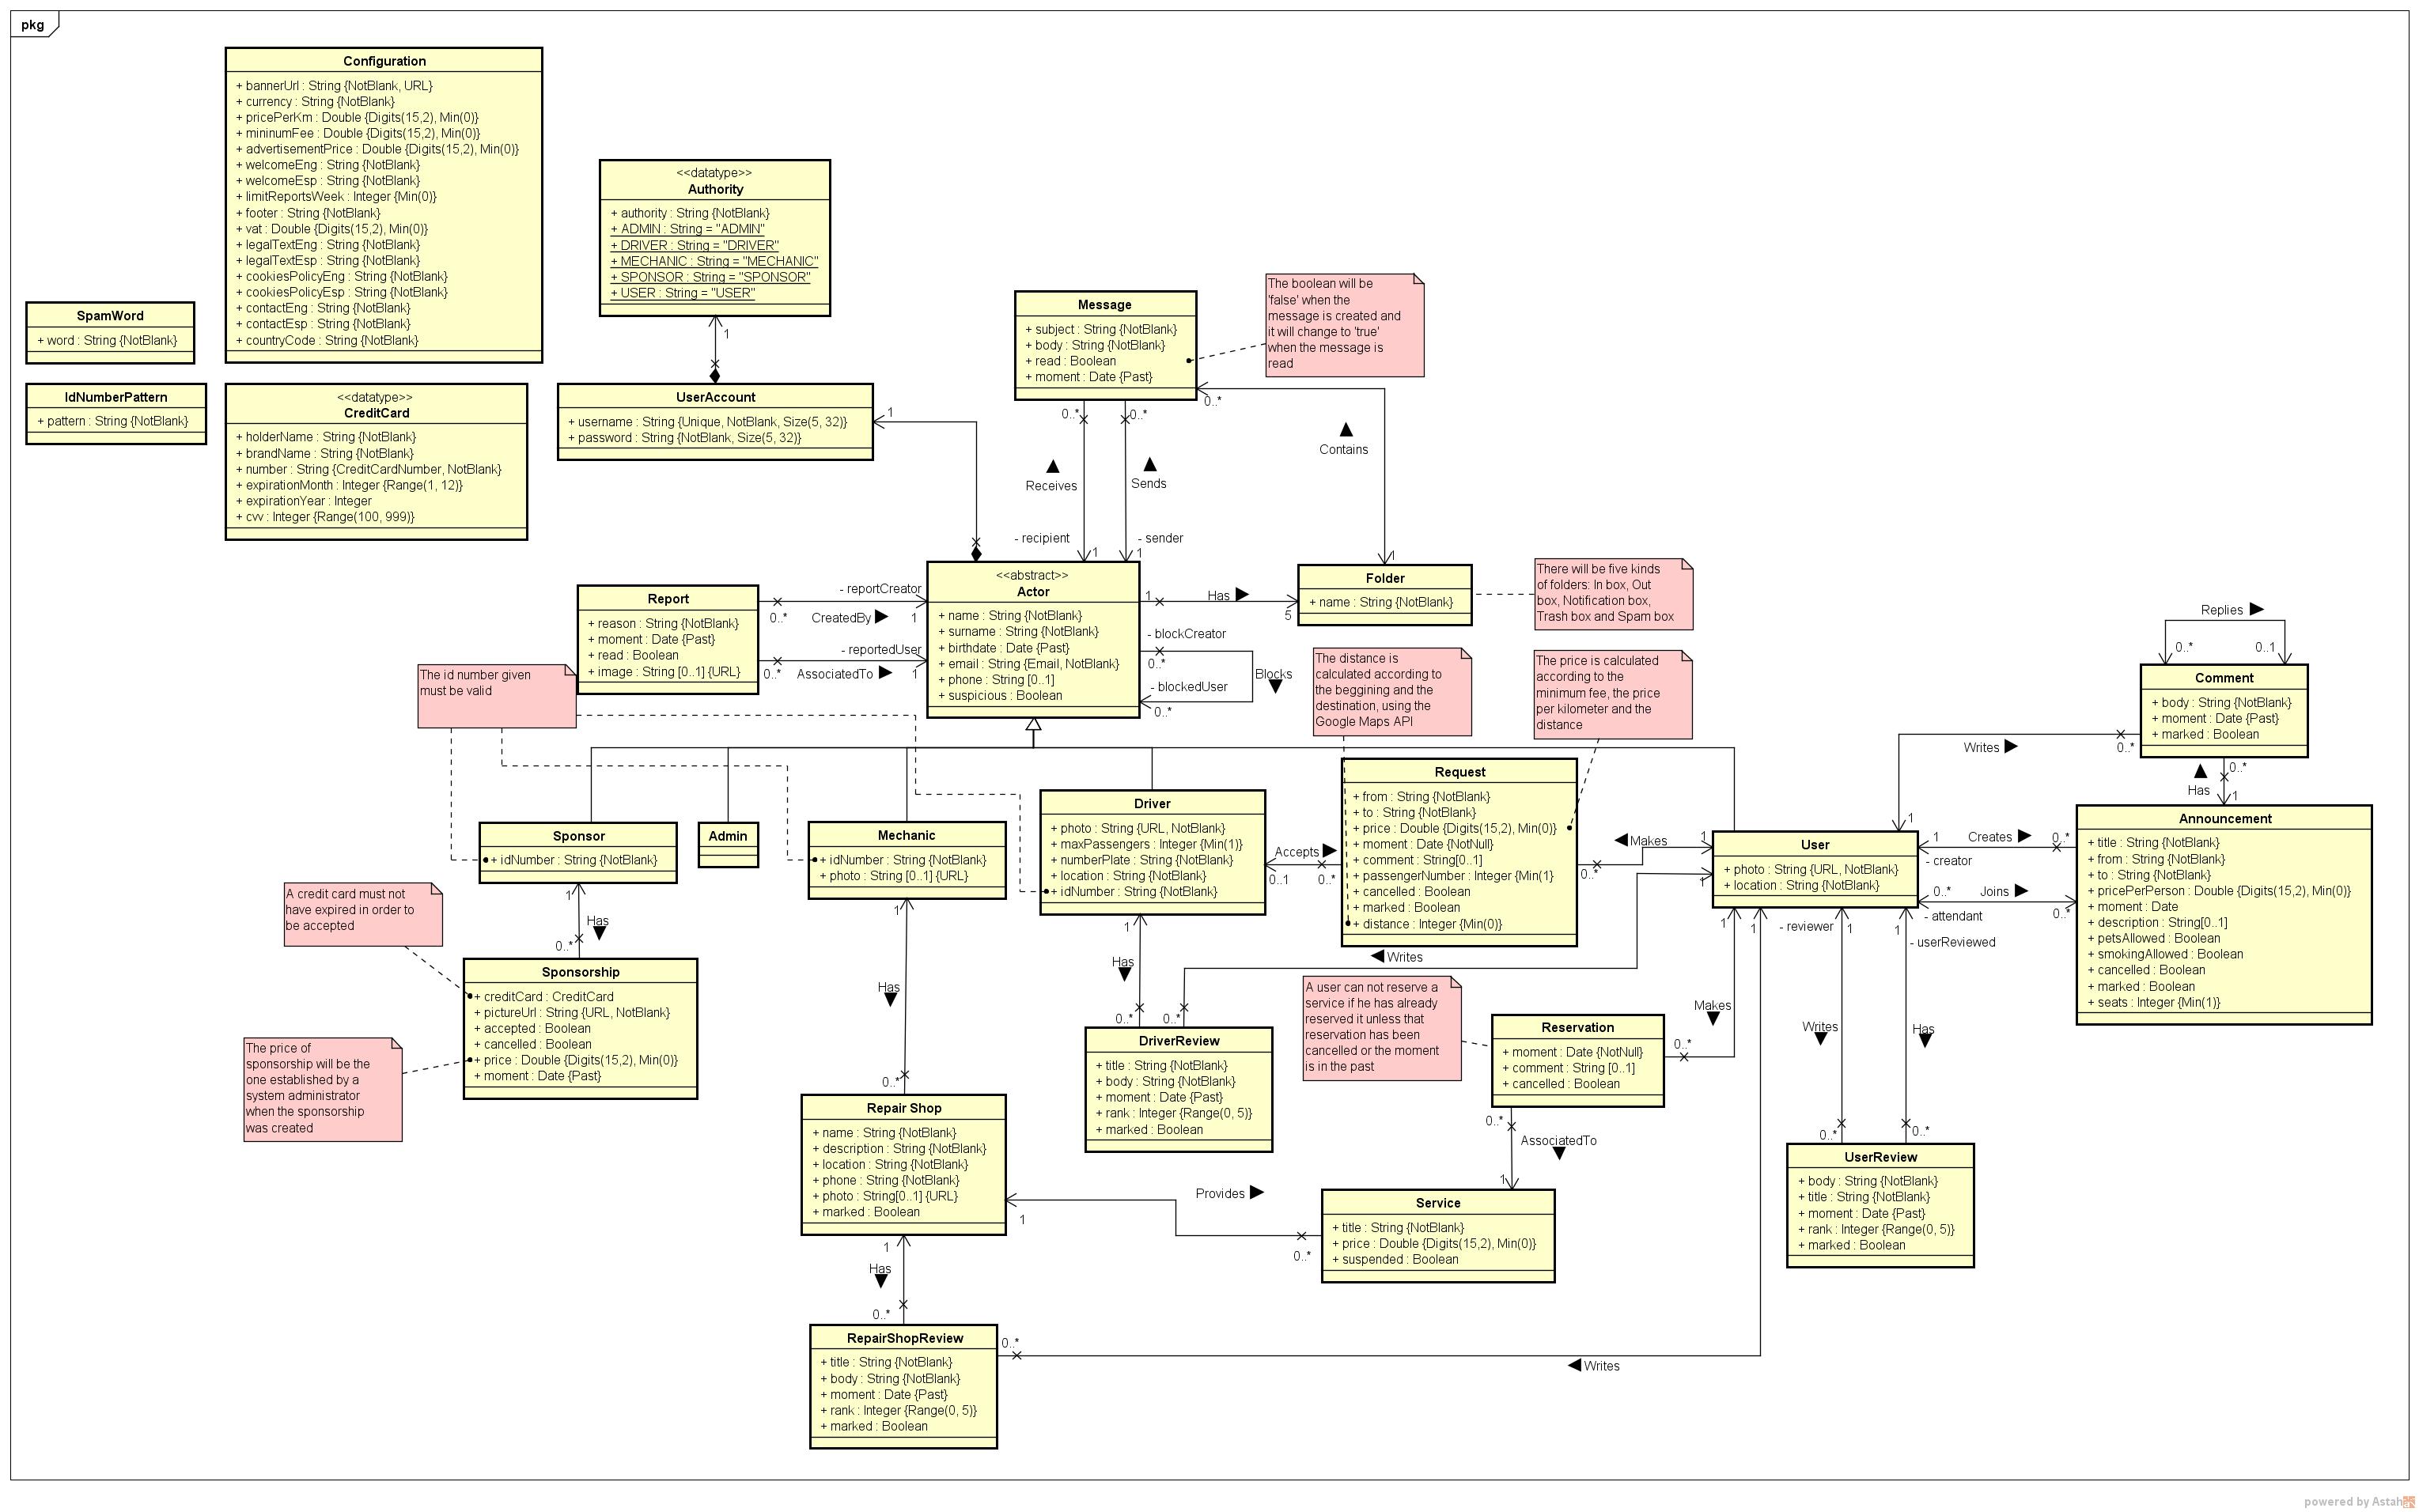 pkg
Configuration
+ bannerUrl : String {NotBlank, URL}
+ currency : String {NotBlank}
+ pricePerKm : Double {Digits(15,2), Min(0)}
+ mininumFee : Double {Digits(15,2), Min(0)}
+ advertisementPrice : Double {Digits(15,2), Min(0)}
+ welcomeEng : String {NotBlank}
+ welcomeEsp : String {NotBlank}
+ limitReportsWeek : Integer {Min(0)}
+ footer : String {NotBlank}
+ vat : Double {Digits(15,2), Min(0)}
+ legalTextEng : String {NotBlank}
+ legalTextEsp : String {NotBlank}
+ cookiesPolicyEng : String {NotBlank}
+ cookiesPolicyEsp : String {NotBlank}
+ contactEng : String {NotBlank}
+ contactEsp : String {NotBlank}
+ countryCode : String {NotBlank}
<<datatype>>
Authority
+ authority : String {NotBlank}
+ ADMIN : String = "ADMIN"
+ DRIVER : String = "DRIVER"
+ MECHANIC : String = "MECHANIC"
+ SPONSOR : String = "SPONSOR"
+ USER : String = "USER"
1
SpamWord
+ word : String {NotBlank}
IdNumberPattern
+ pattern : String {NotBlank}
<<datatype>>
CreditCard
+ holderName : String {NotBlank}
+ brandName : String {NotBlank}
+ number : String {CreditCardNumber, NotBlank}
+ expirationMonth : Integer {Range(1, 12)}
+ expirationYear : Integer
+ cvv : Integer {Range(100, 999)}
UserAccount
+ username : String {Unique, NotBlank, Size(5, 32)}
+ password : String {NotBlank, Size(5, 32)}
1
Message
+ subject : String {NotBlank}
+ body : String {NotBlank}
+ read : Boolean
+ moment : Date {Past}
The boolean will be
'false' when the
message is created and
it will change to 'true'
when the message is
read
0..*
0..*
0..*
Receives
Sends
Contains
- recipient
1
- sender
1
1
Report
+ reason : String {NotBlank}
+ moment : Date {Past}
+ read : Boolean
+ image : String [0..1] {URL}
- reportCreator
0..*
CreatedBy
1
- reportedUser
0..*
AssociatedTo
1
<<abstract>>
Actor
+ name : String {NotBlank}
+ surname : String {NotBlank}
+ birthdate : Date {Past}
+ email : String {Email, NotBlank}
+ phone : String [0..1]
+ suspicious : Boolean
1
Has
5
- blockCreator
0..*
Blocks
- blockedUser
0..*
Folder
+ name : String {NotBlank}
There will be five kinds
of folders: In box, Out
box, Notification box,
Trash box and Spam box
The id number given
must be valid
The distance is
calculated according to
the beggining and the
destination, using the
Google Maps API
The price is calculated
according to the
minimum fee, the price
per kilometer and the
distance
Replies
0..*
0..1
Comment
+ body : String {NotBlank}
+ moment : Date {Past}
+ marked : Boolean
Writes
0..*
1
0..*
Has
1
Sponsor
+ idNumber : String {NotBlank}
Admin
Mechanic
+ idNumber : String {NotBlank}
+ photo : String [0..1] {URL}
Driver
+ photo : String {URL, NotBlank}
+ maxPassengers : Integer {Min(1)}
+ numberPlate : String {NotBlank}
+ location : String {NotBlank}
+ idNumber : String {NotBlank}
Accepts
0..1
0..*
Request
+ from : String {NotBlank}
+ to : String {NotBlank}
+ price : Double {Digits(15,2), Min(0)}
+ moment : Date {NotNull}
+ comment : String[0..1]
+ passengerNumber : Integer {Min(1}
+ cancelled : Boolean
+ marked : Boolean
+ distance : Integer {Min(0)}
Makes
1
0..*
1
User
+ photo : String {URL, NotBlank}
+ location : String {NotBlank}
1
Creates
0..*
- creator
0..*
Joins
- attendant
0..*
Announcement
+ title : String {NotBlank}
+ from : String {NotBlank}
+ to : String {NotBlank}
+ pricePerPerson : Double {Digits(15,2), Min(0)}
+ moment : Date
+ description : String[0..1]
+ petsAllowed : Boolean
+ smokingAllowed : Boolean
+ cancelled : Boolean
+ marked : Boolean
+ seats : Integer {Min(1)}
A credit card must not
have expired in order to
be accepted
1
Has
0..*
Sponsorship
+ creditCard : CreditCard
+ pictureUrl : String {URL, NotBlank}
+ accepted : Boolean
+ cancelled : Boolean
+ price : Double {Digits(15,2), Min(0)}
+ moment : Date {Past}
The price of
sponsorship will be the
one established by a
system administrator
when the sponsorship
was created
1
Has
0..*
1
Has
0..*
0..*
Writes
DriverReview
+ title : String {NotBlank}
+ body : String {NotBlank}
+ moment : Date {Past}
+ rank : Integer {Range(0, 5)}
+ marked : Boolean
A user can not reserve a
service if he has already
reserved it unless that
reservation has been
cancelled or the moment
is in the past
Reservation
+ moment : Date {NotNull}
+ comment : String [0..1]
+ cancelled : Boolean
1
Makes
0..*
1
- reviewer
1
Writes
0..*
1
- userReviewed
Has
0..*
UserReview
+ body : String {NotBlank}
+ title : String {NotBlank}
+ moment : Date {Past}
+ rank : Integer {Range(0, 5)}
+ marked : Boolean
0..*
AssociatedTo
1
Repair Shop
+ name : String {NotBlank}
+ description : String {NotBlank}
+ location : String {NotBlank}
+ phone : String {NotBlank}
+ photo : String[0..1] {URL}
+ marked : Boolean
Provides
1
0..*
Service
+ title : String {NotBlank}
+ price : Double {Digits(15,2), Min(0)}
+ suspended : Boolean
1
Has
0..*
RepairShopReview
+ title : String {NotBlank}
+ body : String {NotBlank}
+ moment : Date {Past}
+ rank : Integer {Range(0, 5)}
+ marked : Boolean
0..*
Writes
powered by Astah